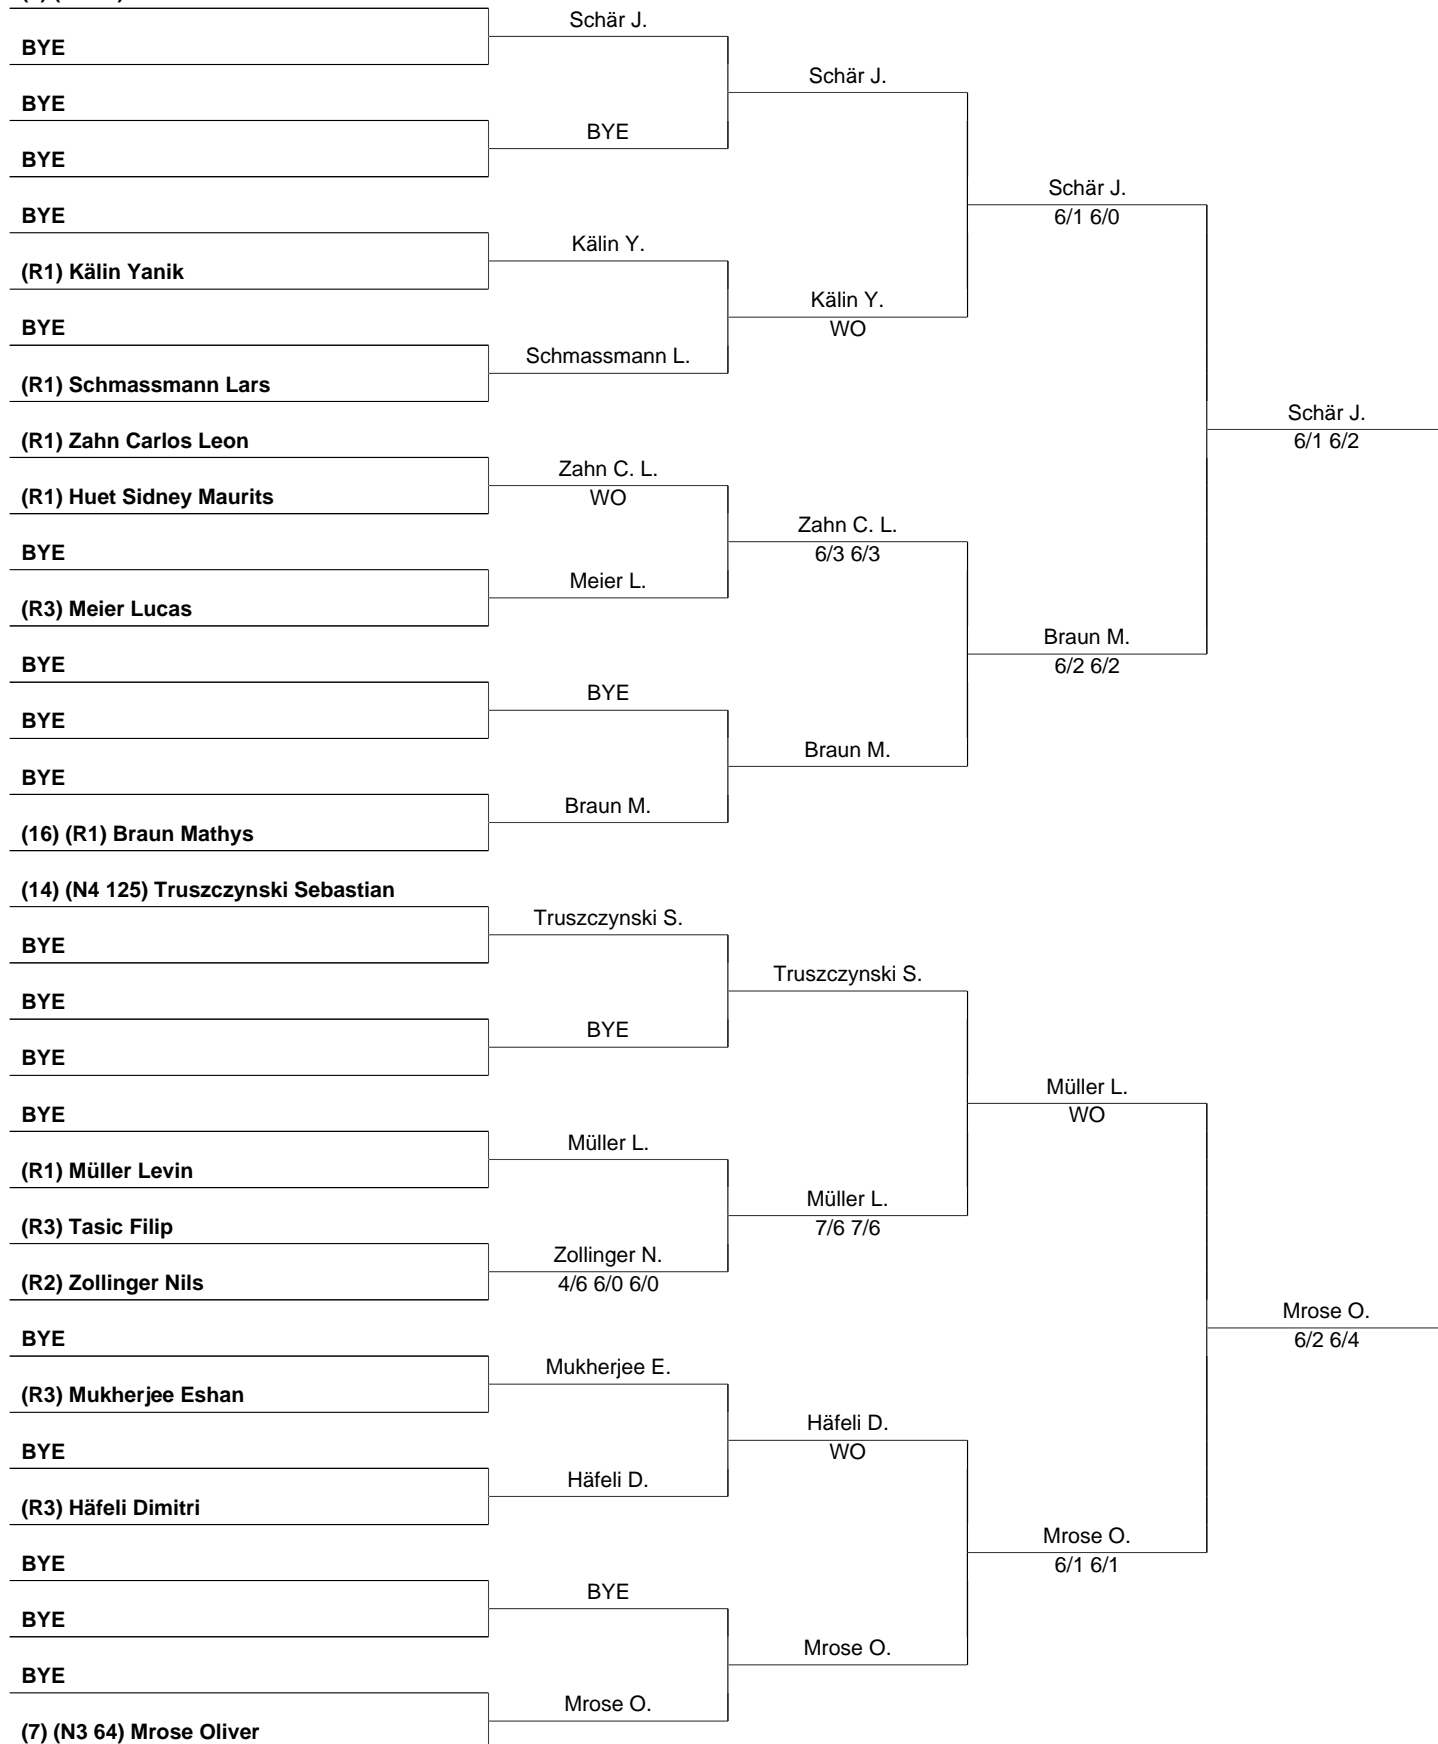 BYE
BYE
BYE
BYE
(R1) Kälin Yanik
BYE
(R1) Schmassmann Lars
(R1) Zahn Carlos Leon
(R1) Huet Sidney Maurits
BYE
(R3) Meier Lucas
BYE
BYE
BYE
(16) (R1) Braun Mathys
(14) (N4 125) Truszczynski Sebastian
BYE
BYE
BYE
BYE
(R1) Müller Levin
(R3) Tasic Filip
(R2) Zollinger Nils
BYE
(R3) Mukherjee Eshan
BYE
(R3) Häfeli Dimitri
BYE
BYE
BYE
(7) (N3 64) Mrose Oliver
Schär J.
BYE
Kälin Y.
Schmassmann L.
Zahn C. L.
WO
Meier L.
BYE
Braun M.
Truszczynski S.
BYE
Müller L.
Zollinger N.
4/6 6/0 6/0
Mukherjee E.
Häfeli D.
BYE
Mrose O.
Schär J.
Kälin Y.
WO
Zahn C. L.
6/3 6/3
Braun M.
Truszczynski S.
Müller L.
7/6 7/6
Häfeli D.
WO
Mrose O.
Schär J.
6/1 6/0
Braun M.
6/2 6/2
Müller L.
WO
Mrose O.
6/1 6/1
Schär J.
6/1 6/2
Mrose O.
6/2 6/4